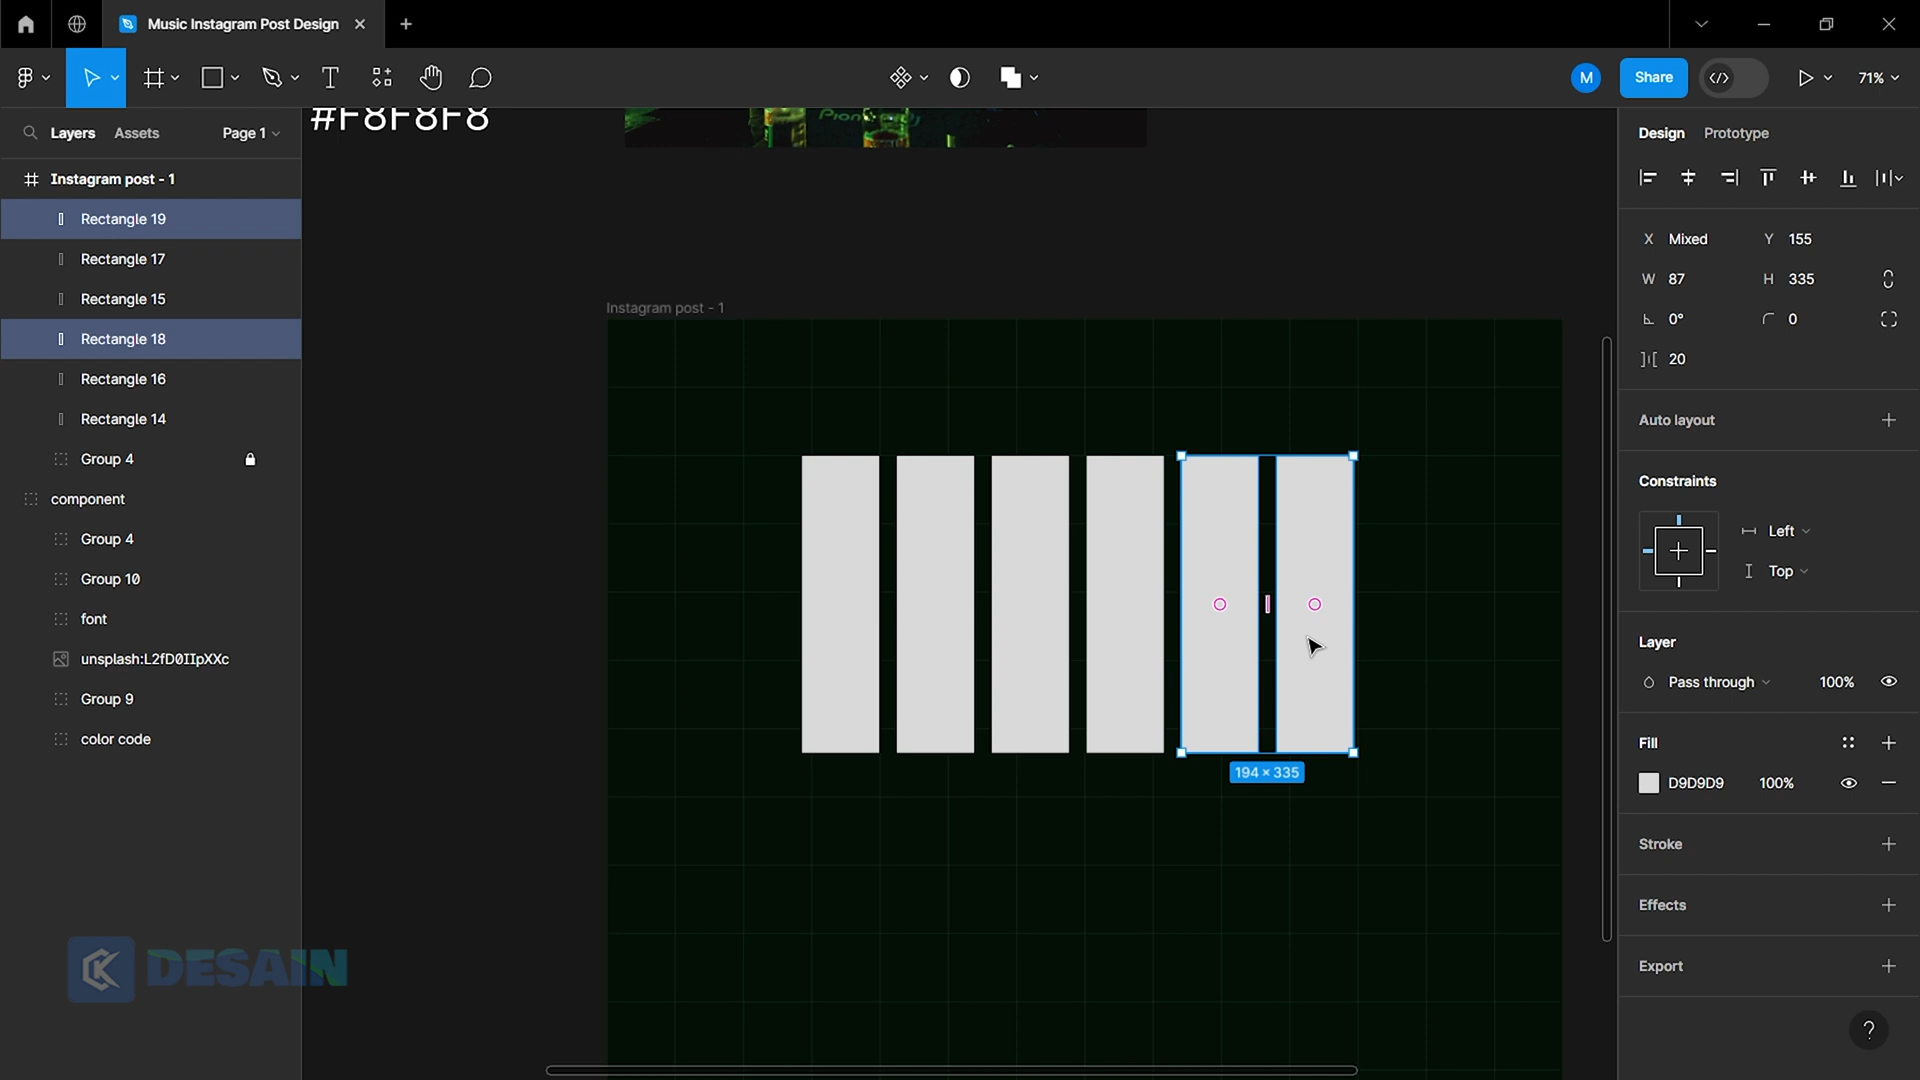 Music Instagram Post Design
M
Share
71%
Layers
Assets
Page 1
Design
Prototype
#F8F8F8
Pioneer Dj
Instagram post - 1
Rectangle 19
Rectangle 17
Rectangle 15
Rectangle 18
Rectangle 16
Rectangle 14
Group 4
component
Group 4
Group 10
font
unsplash:L2fD0IIpXXc
Group 9
color code
Instagram post - 1
194 × 335
X Mixed Y 155
W 87 H 335
0° 0
20
Auto layout
Constraints
Left
Top
Layer
Pass through 100%
Fill
D9D9D9 100%
Stroke
Effects
Export
?
DESAIN